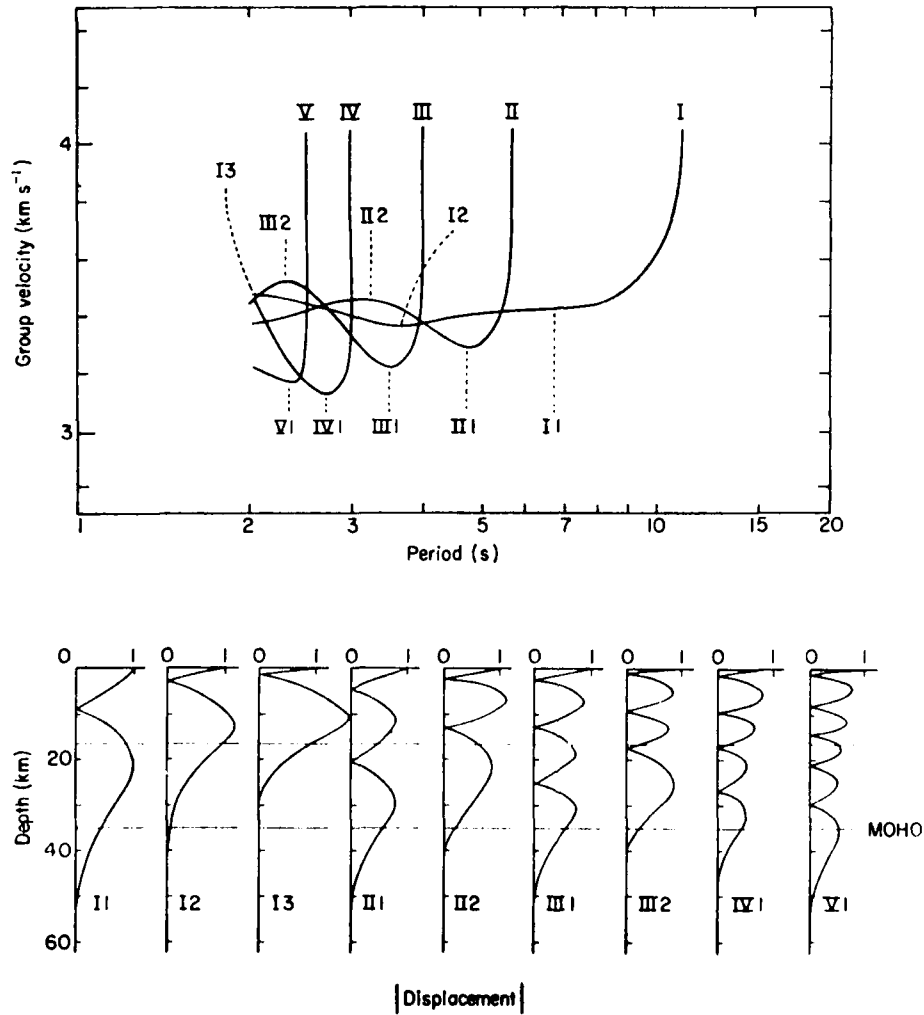 Group velocity (km s⁻¹)
4
3
V IV III II I
I3
III2 II2 I2
V1 IV1 III1 II1 I1
1 2 3 5 7 10 15 20
Period (s)
0 1 0 1 0 1 0 1 0 1 0 1 0 1 0 1 0 1
Depth (km)
20
40
60
MOHO
I1 I2 I3 II1 II2 III1 III2 IV1 V1
|Displacement|